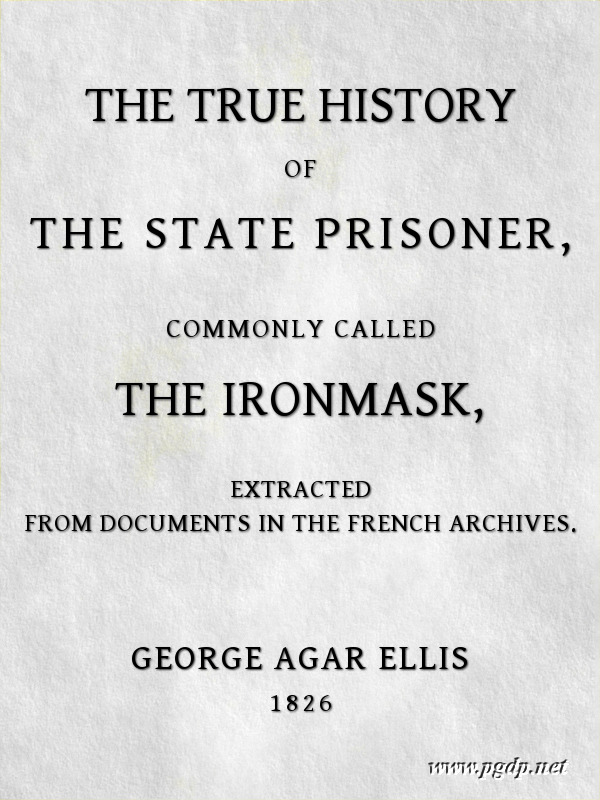 THE TRUE HISTORY
OF
THE STATE PRISONER,
COMMONLY CALLED
THE IRONMASK,
EXTRACTED
FROM DOCUMENTS IN THE FRENCH ARCHIVES.
GEORGE AGAR ELLIS
1826
www.pgdp.net